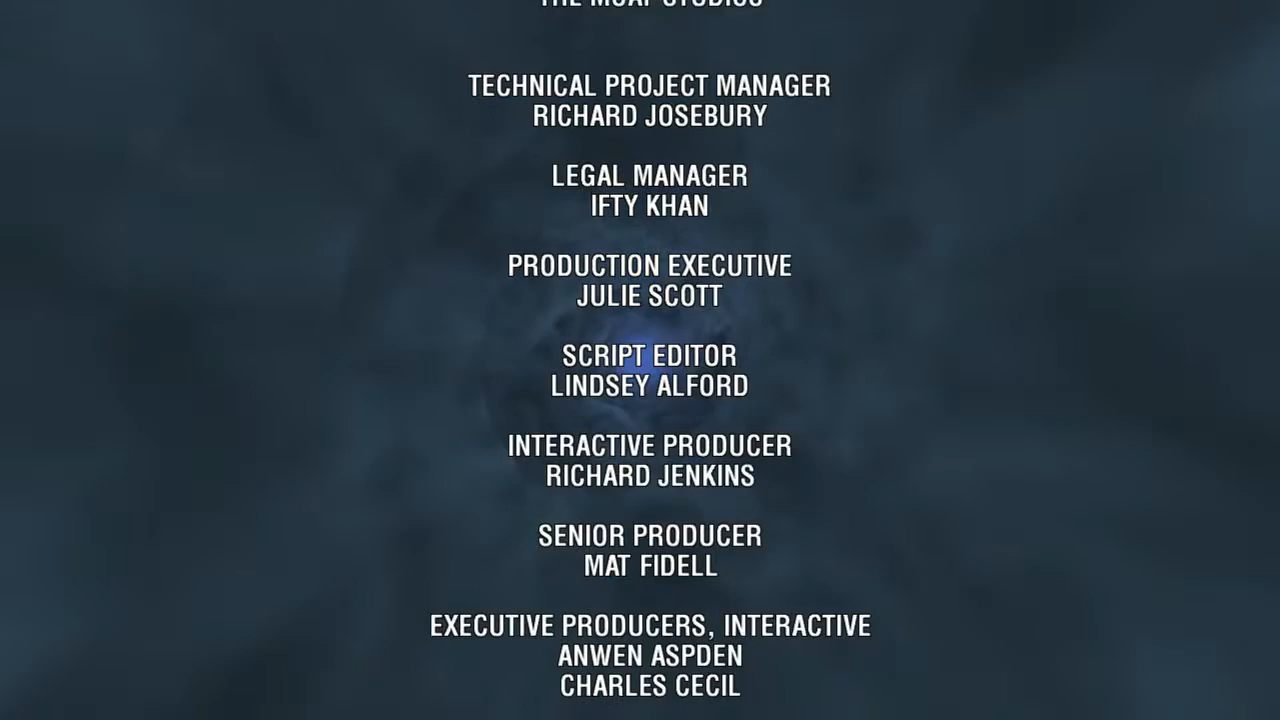 TECHNICAL PROJECT MANAGER
RICHARD JOSEBURY
LEGAL MANAGER
IFTY KHAN
PRODUCTION EXECUTIVE
JULIE SCOTT
SCRIPT EDITOR
LINDSEY ALFORD
INTERACTIVE PRODUCER
RICHARD JENKINS
SENIOR PRODUCER
MAT FIDELL
EXECUTIVE PRODUCERS, INTERACTIVE
ANWEN ASPDEN
CHARLES CECIL